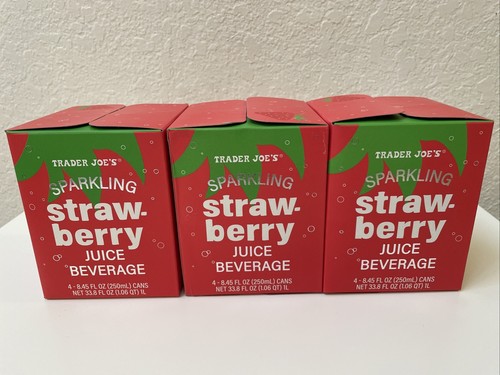 TRADER JOE'S®
SPARKLING
straw-
berry
JUICE
BEVERAGE
4 - 8.45 FL OZ (250mL) CANS
NET 33.8 FL OZ (1.06 QT) 1L
TRADER JOE'S®
SPARKLING
straw-
berry
JUICE
BEVERAGE
4 - 8.45 FL OZ (250mL) CANS
NET 33.8 FL OZ (1.06 QT) 1L
TRADER JOE'S®
SPARKLING
straw-
berry
JUICE
BEVERAGE
4 - 8.45 FL OZ (250mL) CANS
NET 33.8 FL OZ (1.06 QT) 1L